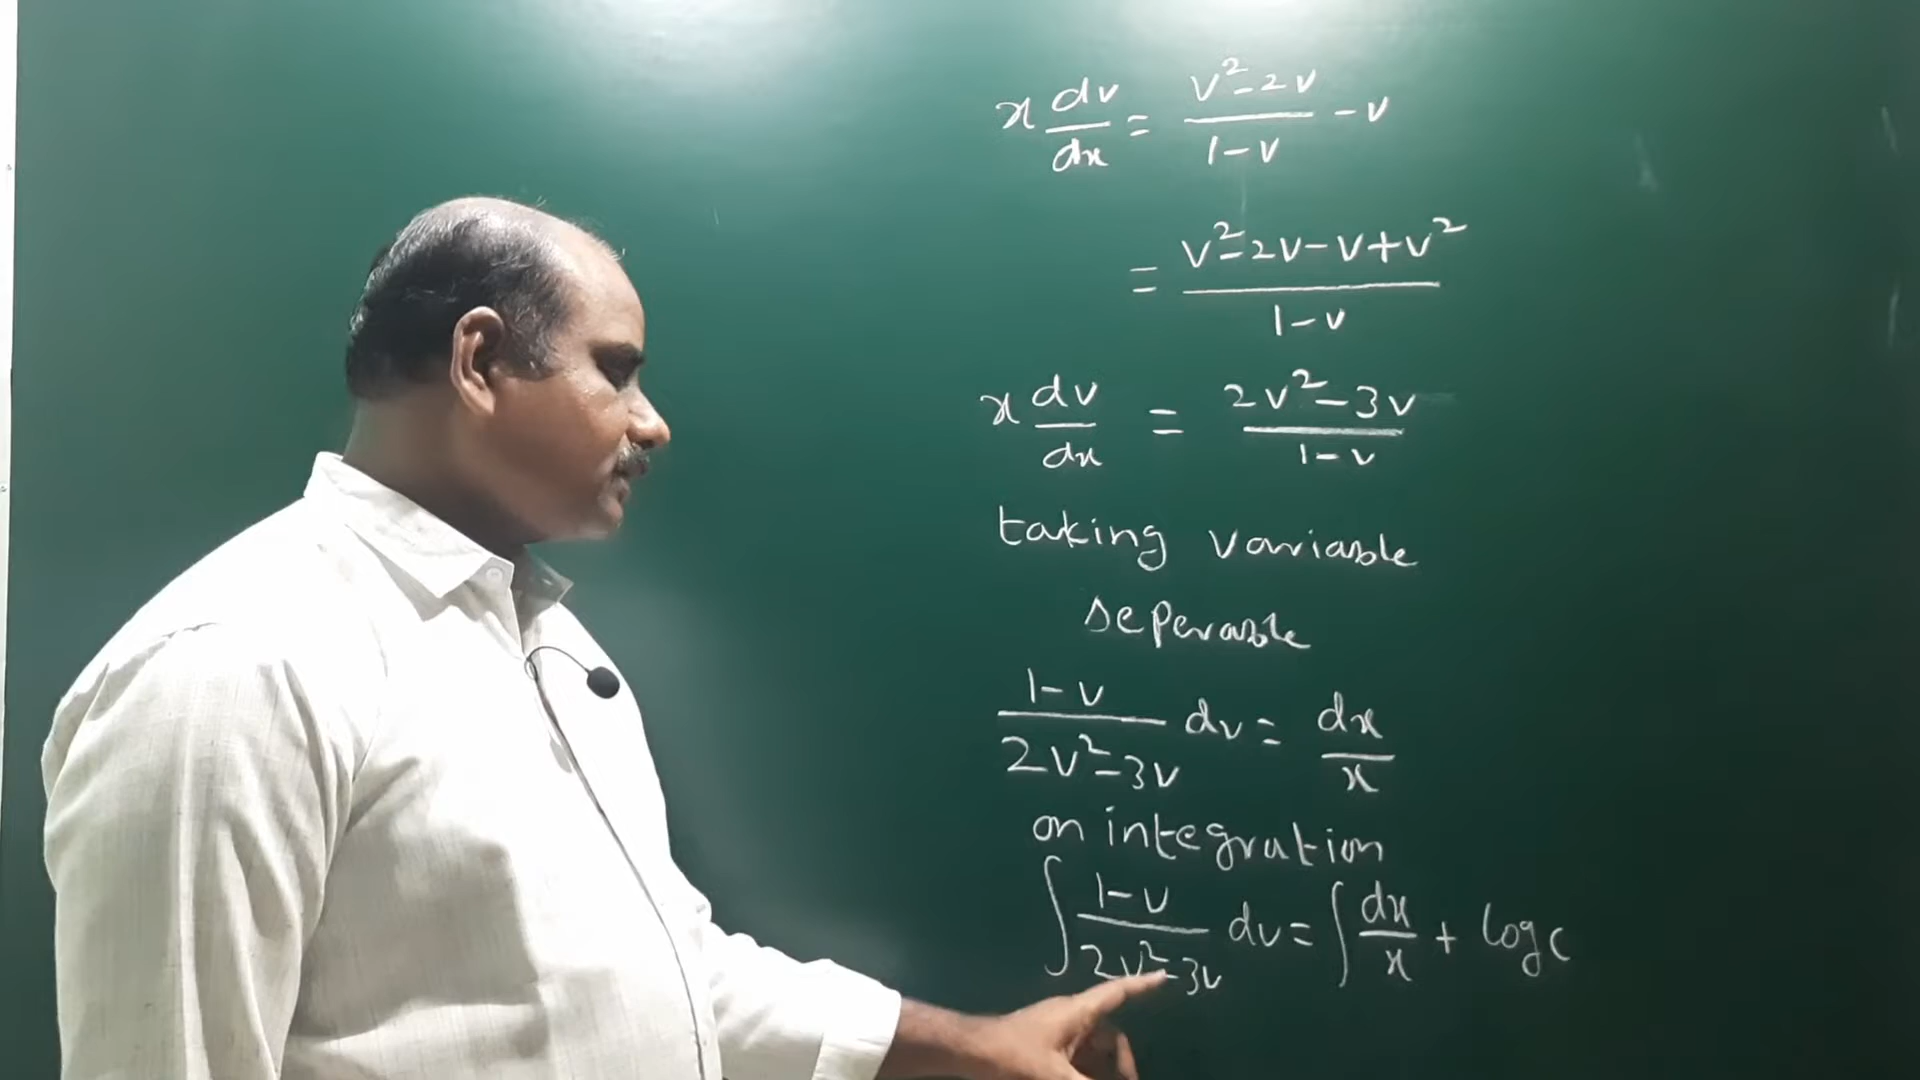 x dv/dx = (v²-2v)/(1-v) - v
= (v²-2v-v+v²)/(1-v)
x dv/dx = (2v²-3v)/(1-v)
taking variable
seperable
(1-v)/(2v²-3v) dv = dx/x
on integration
∫ (1-v)/(2v²-3v) dv = ∫ dx/x + log c